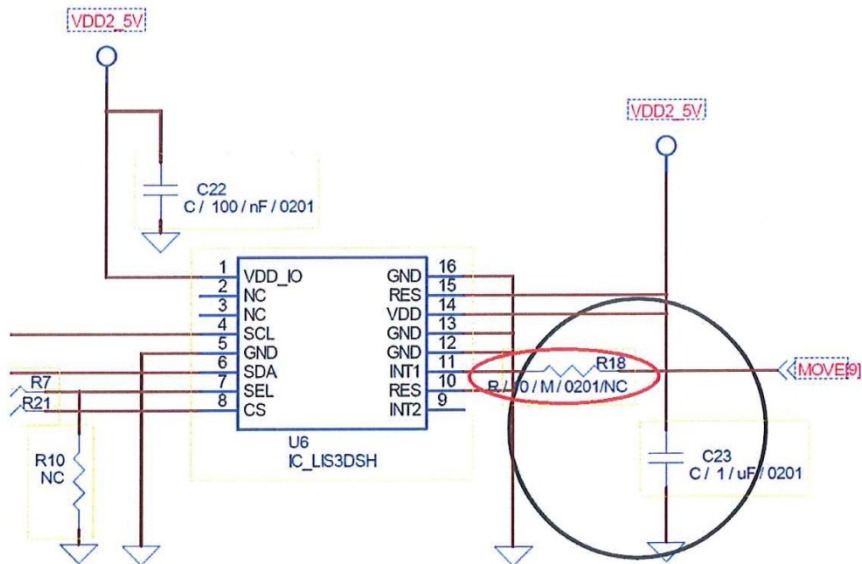 VDD2_5V
VDD2_5V
C22
C / 100 / nF / 0201
1 VDD_IO GND 16
2 NC RES 15
3 NC VDD 14
4 SCL GND 13
5 GND GND 12
6 SDA INT1 11
7 SEL RES 10
8 CS INT2 9
R7
R21
R18
R / 10 / M / 0201/NC
MOVE[9]
U6
IC_LIS3DSH
R10
NC
C23
C / 1 / uF / 0201